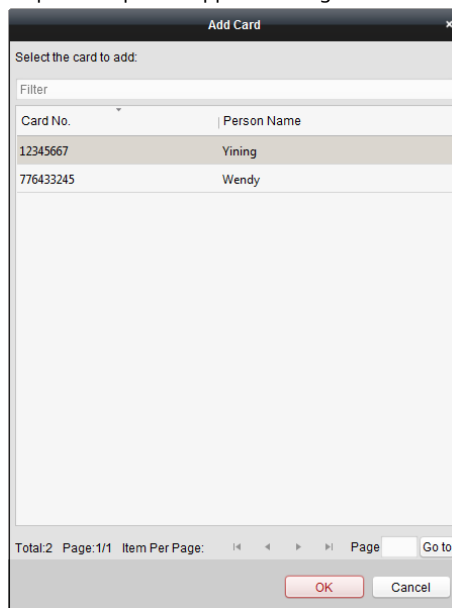 Add Card ×
Select the card to add:
Filter
Card No. Person Name
12345667 Yining
776433245 Wendy
Total:2 Page:1/1 Item Per Page: Page Go to
OK Cancel